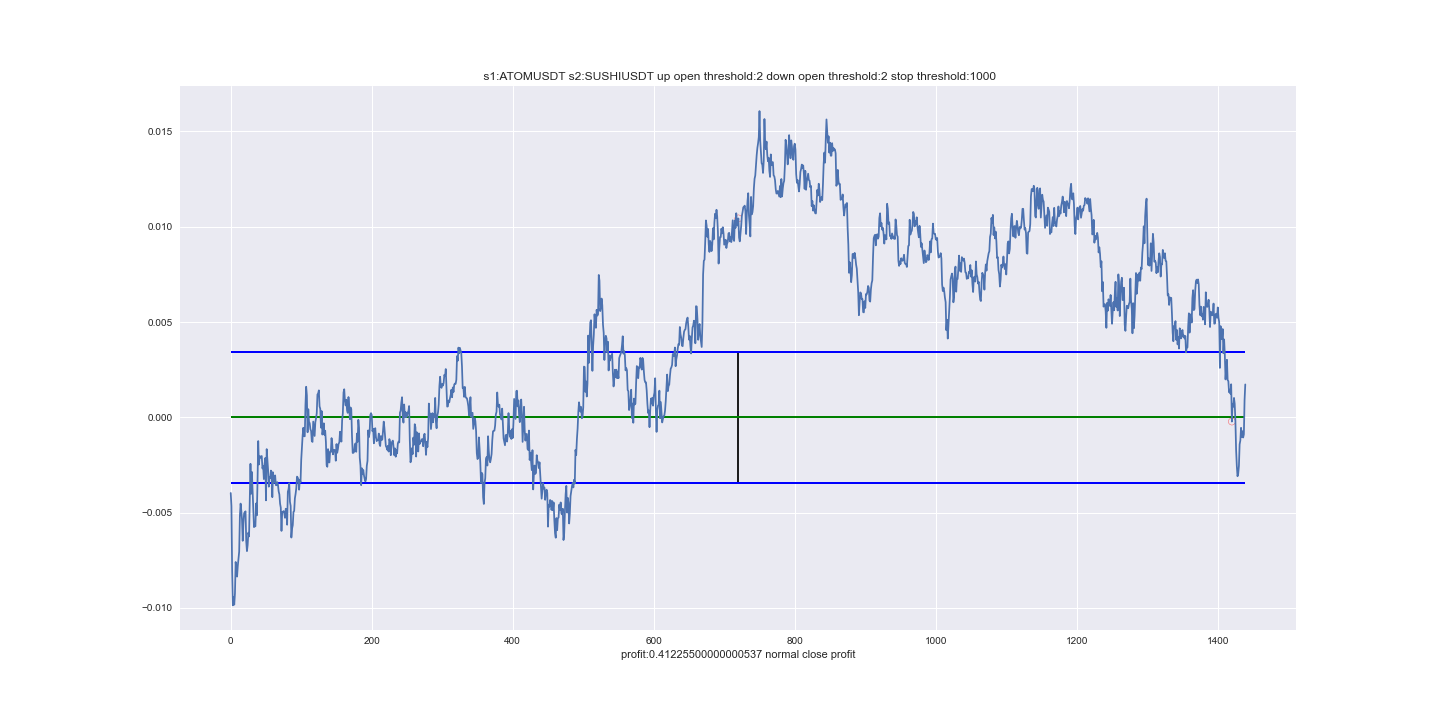 s1:ATOMUSDT s2:SUSHIUSDT up open threshold:2 down open threshold:2 stop threshold:1000
0.015
0.010
0.005
0.000
−0.005
−0.010
0 200 400 600 800 1000 1200 1400
profit:0.41225500000000537 normal close profit